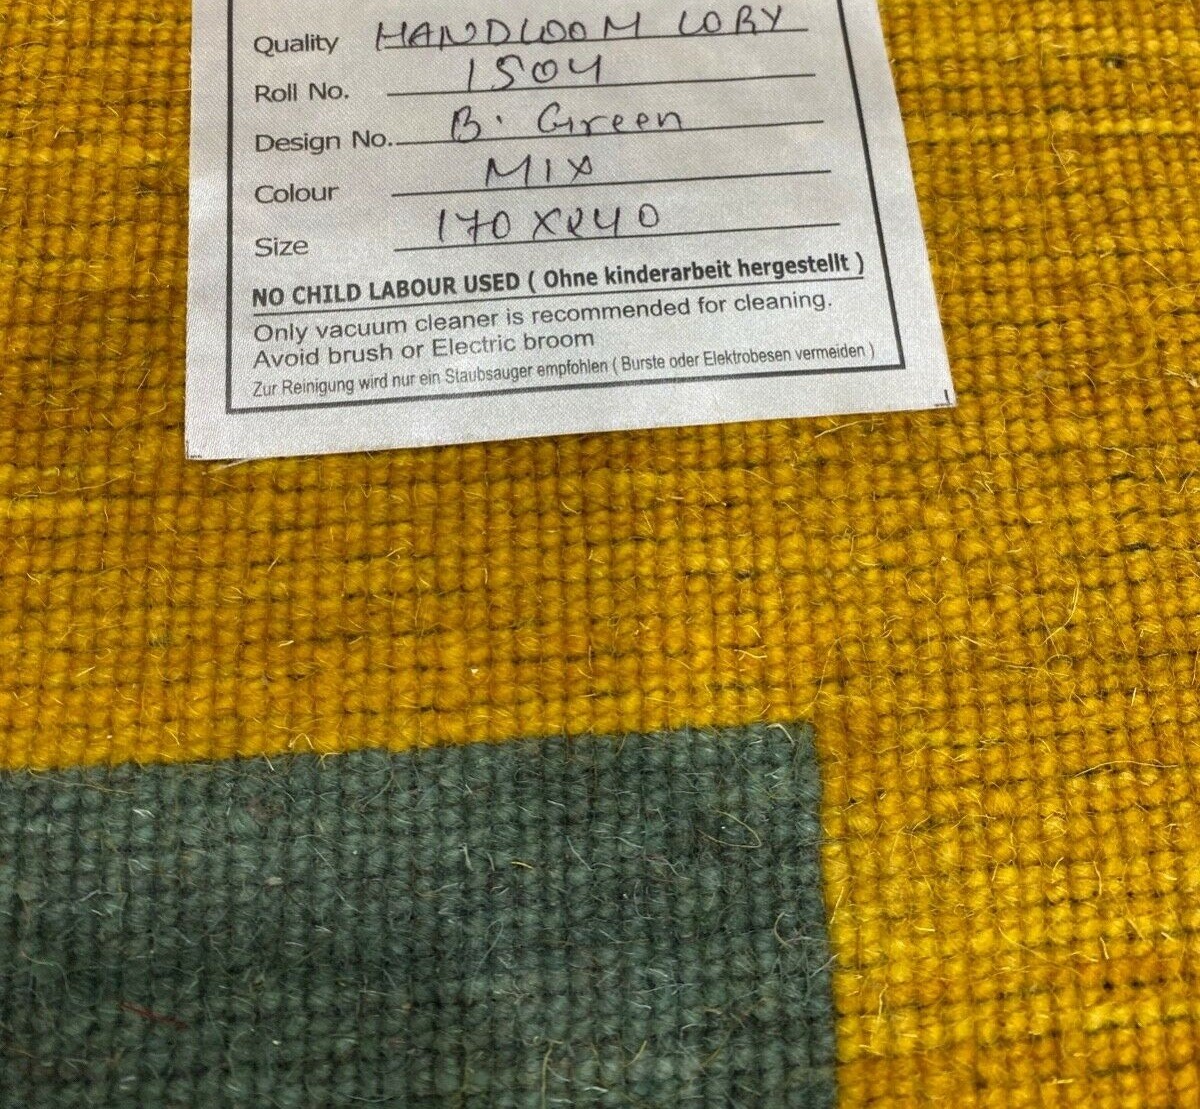 Quality HANDLOOM LORY
Roll No. 1504
Design No. B. Green
Colour MIX
Size 170X240
NO CHILD LABOUR USED ( Ohne kinderarbeit hergestellt )
Only vacuum cleaner is recommended for cleaning.
Avoid brush or Electric broom
Zur Reinigung wird nur ein Staubsauger empfohlen ( Burste oder Elektrobesen vermeiden )